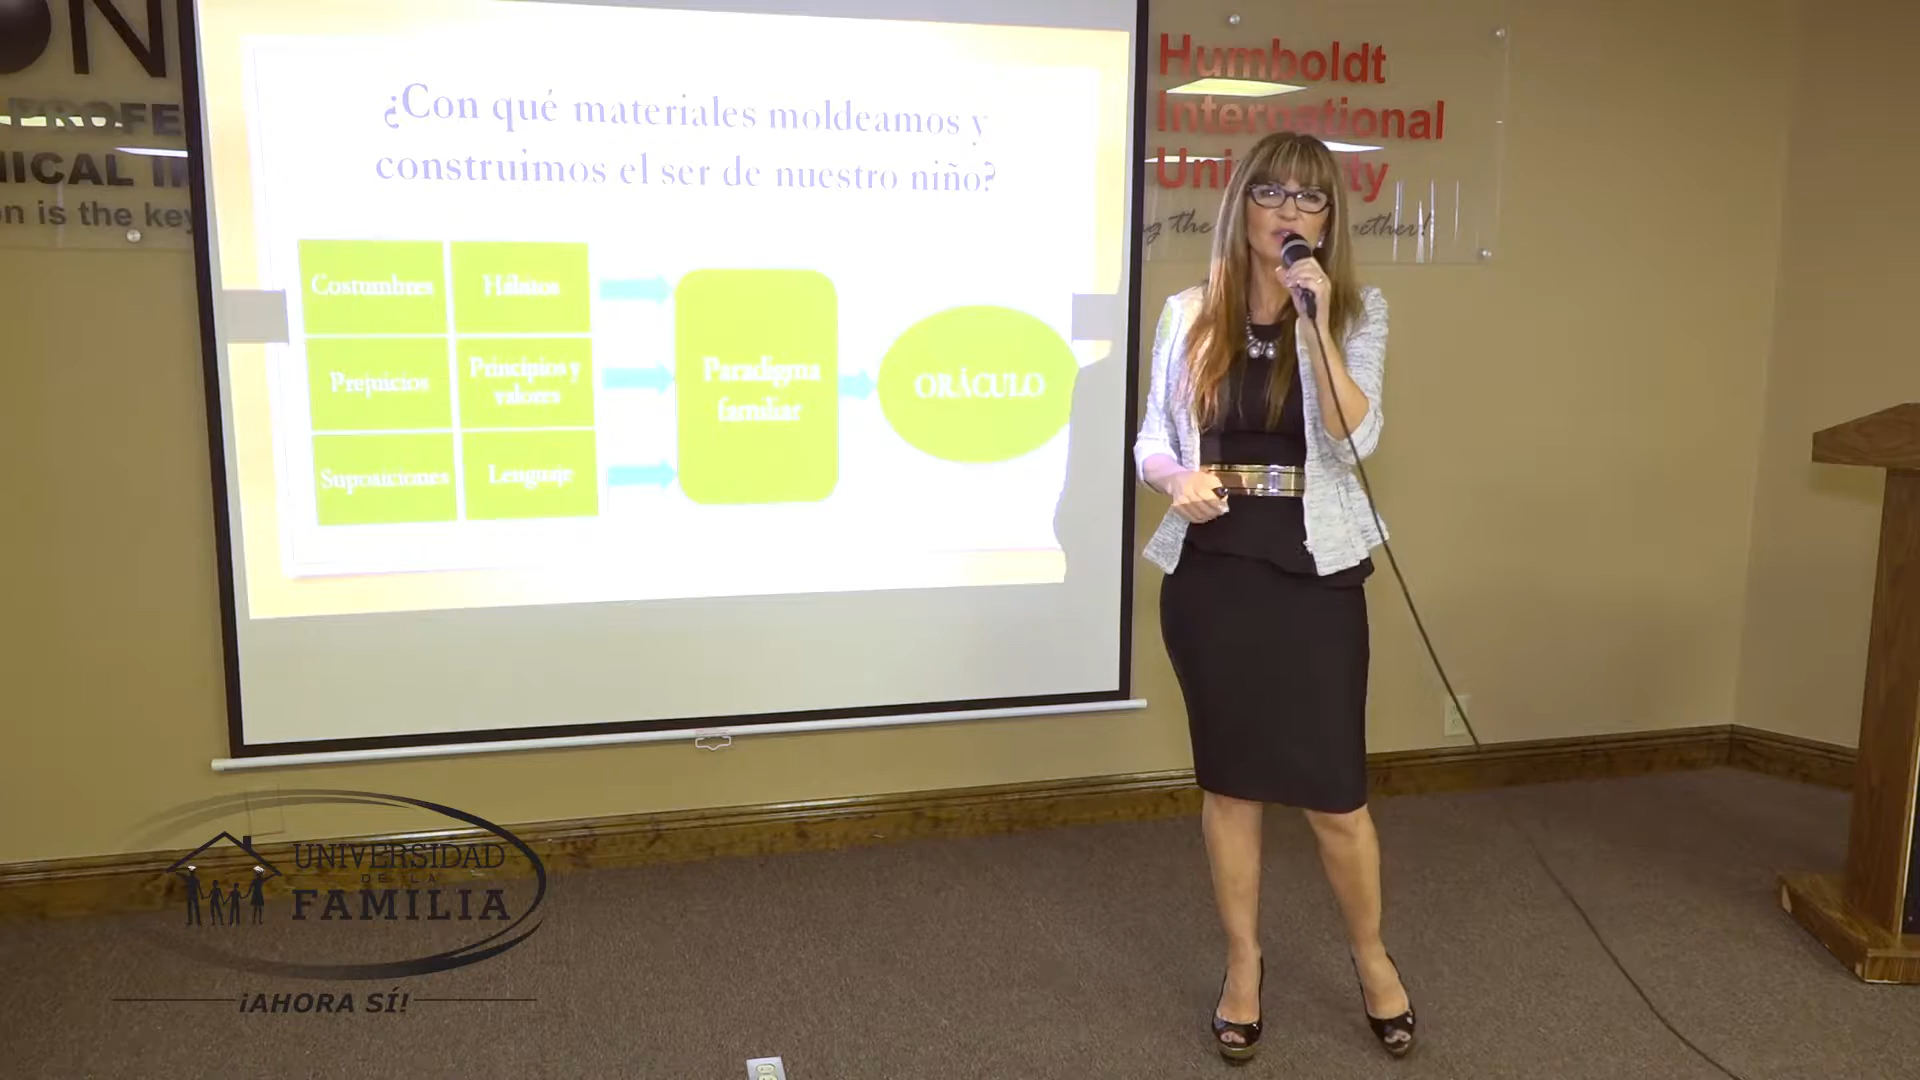 ¿Con qué materiales moldeamos y
construimos el ser de nuestro niño?
Costumbres
Hábitos
Prejuicios
Principios y
valores
Suposiciones
Lenguaje
Paradigma
familiar
ORÁCULO
Humboldt
International
is the key
UNIVERSIDAD
DE LA
FAMILIA
¡AHORA SÍ!